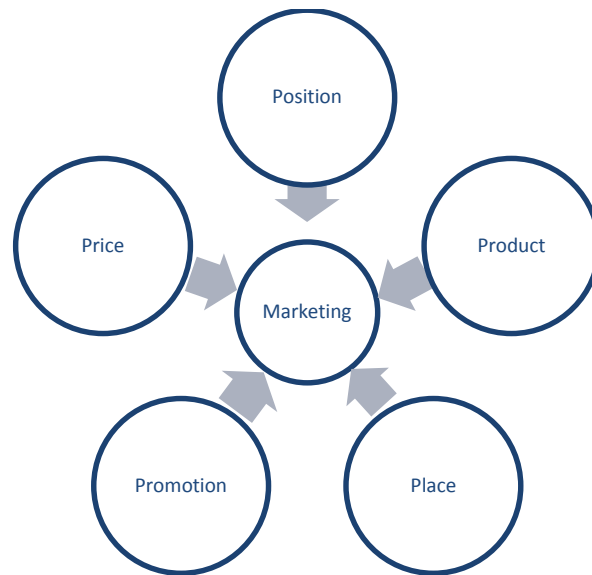 Position
Price
Product
Marketing
Promotion
Place